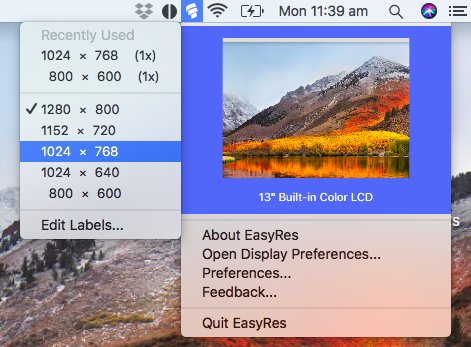 Mon 11:39 am
Recently Used
1024 × 768 (1x)
800 × 600 (1x)
1280 × 800
1152 × 720
1024 × 768
1024 × 640
800 × 600
Edit Labels...
13" Built-in Color LCD
About EasyRes
Open Display Preferences...
Preferences...
Feedback...
Quit EasyRes